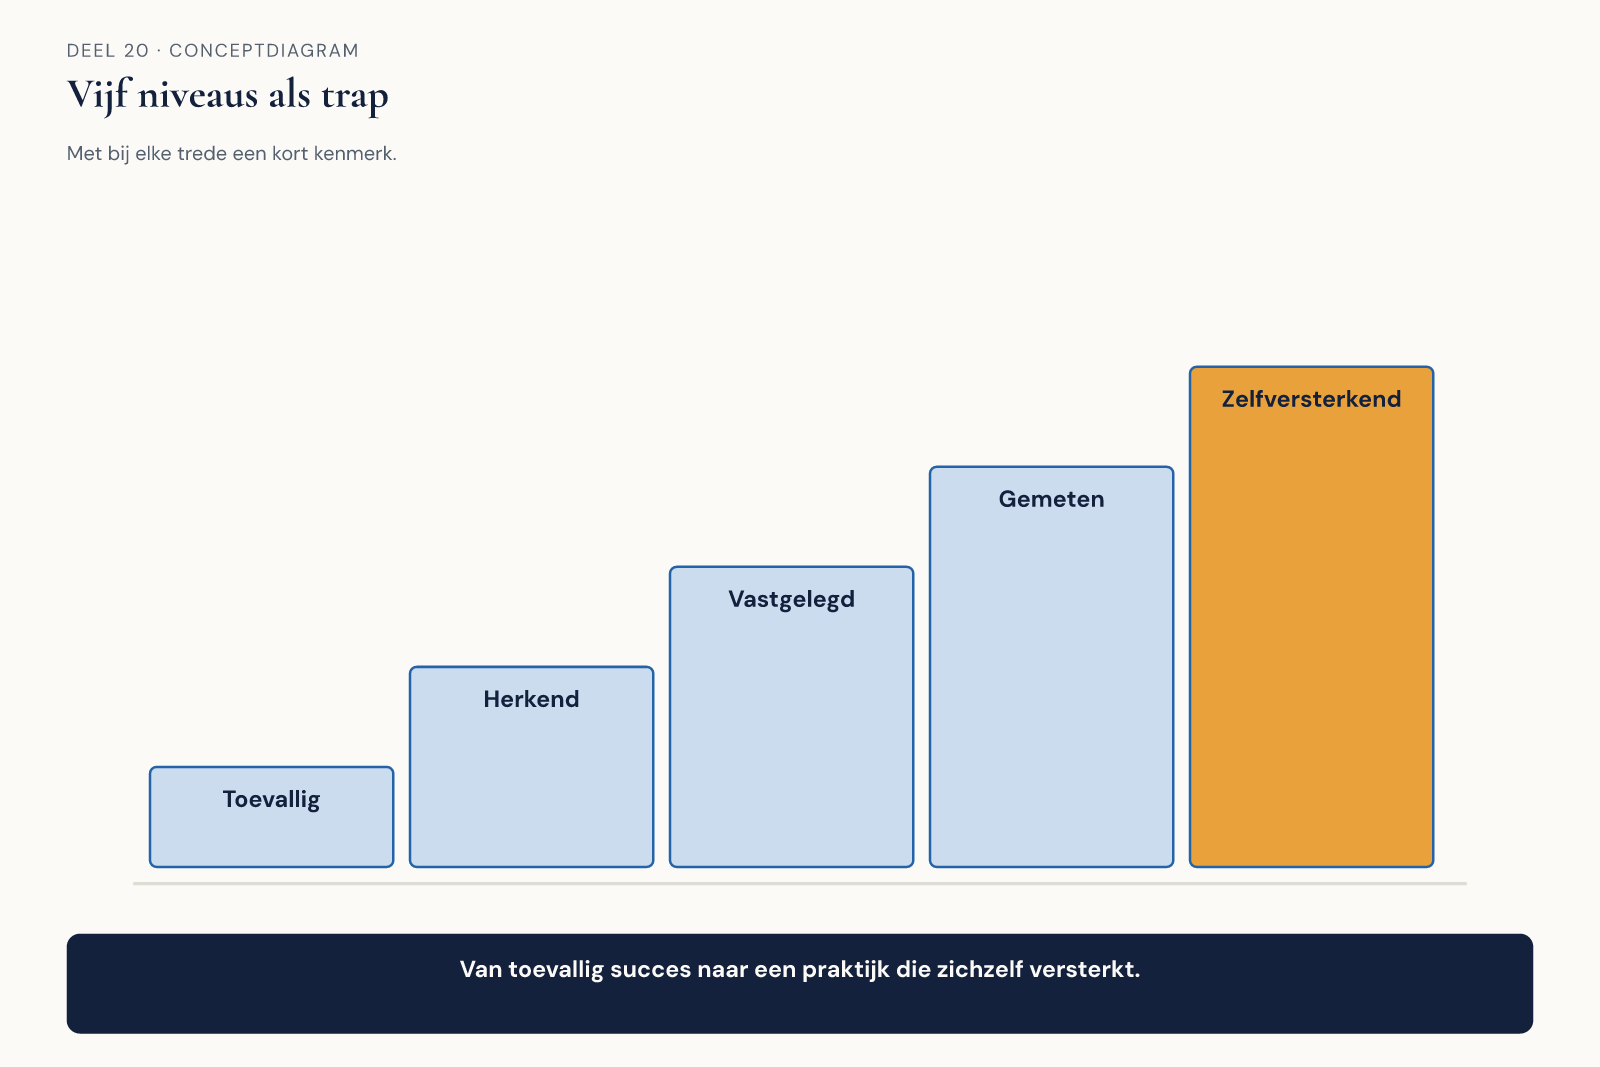 DEEL 20 · CONCEPTDIAGRAM
Vijf niveaus als trap
Met bij elke trede een kort kenmerk.
Toevallig
Herkend
Vastgelegd
Gemeten
Zelfversterkend
Van toevallig succes naar een praktijk die zichzelf versterkt.